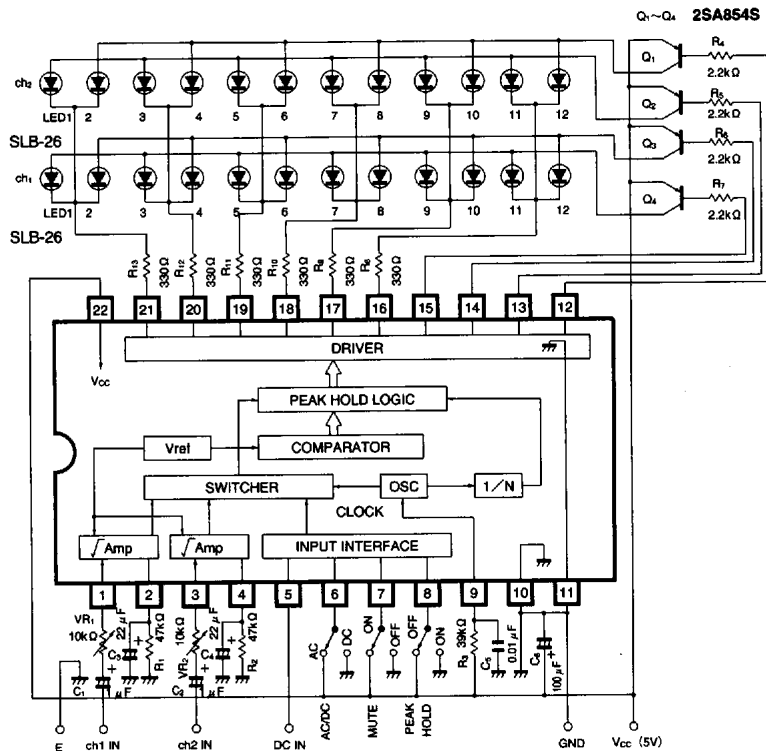 Q₁~Q₄ 2SA854S
R₄
Q₁
2.2kΩ
ch₂
R₅
Q₂
2.2kΩ
LED1 2 3 4 5 6 7 8 9 10 11 12
R₆
SLB-26
Q₃
2.2kΩ
ch₁
R₇
Q₄
2.2kΩ
LED1 2 3 4 5 6 7 8 9 10 11 12
SLB-26
R₁₃ 330Ω R₁₂ 330Ω R₁₁ 330Ω R₁₀ 330Ω 330Ω 330Ω
22 21 20 19 18 17 16 15 14 13 12
DRIVER
Vcc
PEAK HOLD LOGIC
Vref
COMPARATOR
SWITCHER
OSC
1/N
CLOCK
√Amp
√Amp
INPUT INTERFACE
1 2 3 4 5 6 7 8 9 10 11
VR₁ 10kΩ
C₃ 22μF
R₁ 47kΩ
C₁ + μF
10kΩ VR₂
C₄ 22μF
R₂ 47kΩ
C₂ + μF
AC DC
ON OFF
OFF ON
R₃ 39kΩ
C₅ 0.01μF
C₆ 100μF +
AC/DC
MUTE
PEAK HOLD
E
ch1 IN
ch2 IN
DC IN
GND
Vcc (5V)